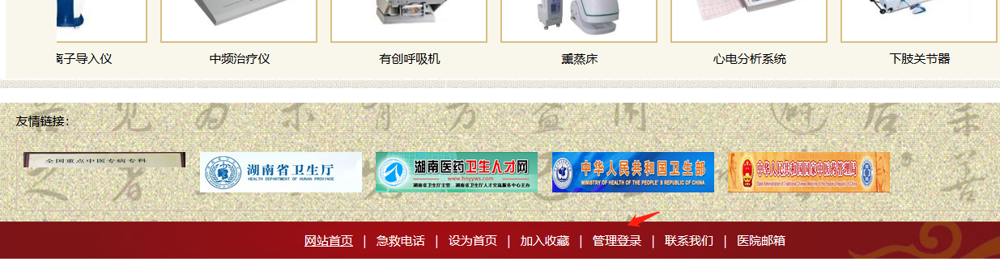 离子导入仪
中频治疗仪
有创呼吸机
熏蒸床
心电分析系统
下肢关节器
友情链接：
全国重点中医专病专科
湖南省卫生厅
HEALTH DEPARTMENT OF HUNAN PROVINCE
湖南医药卫生人才网
www.hnyyws.com
湖南省卫生厅主管 湖南省卫生厅人才交流服务中心主办
中华人民共和国卫生部
MINISTRY OF HEALTH OF THE PEOPLE' S REPUBLIC OF CHINA
中华人民共和国国家中医药管理局
State Administration of Traditional Chinese Medicine of the People's Republic of China
网站首页 | 急救电话 | 设为首页 | 加入收藏 | 管理登录 | 联系我们 | 医院邮箱